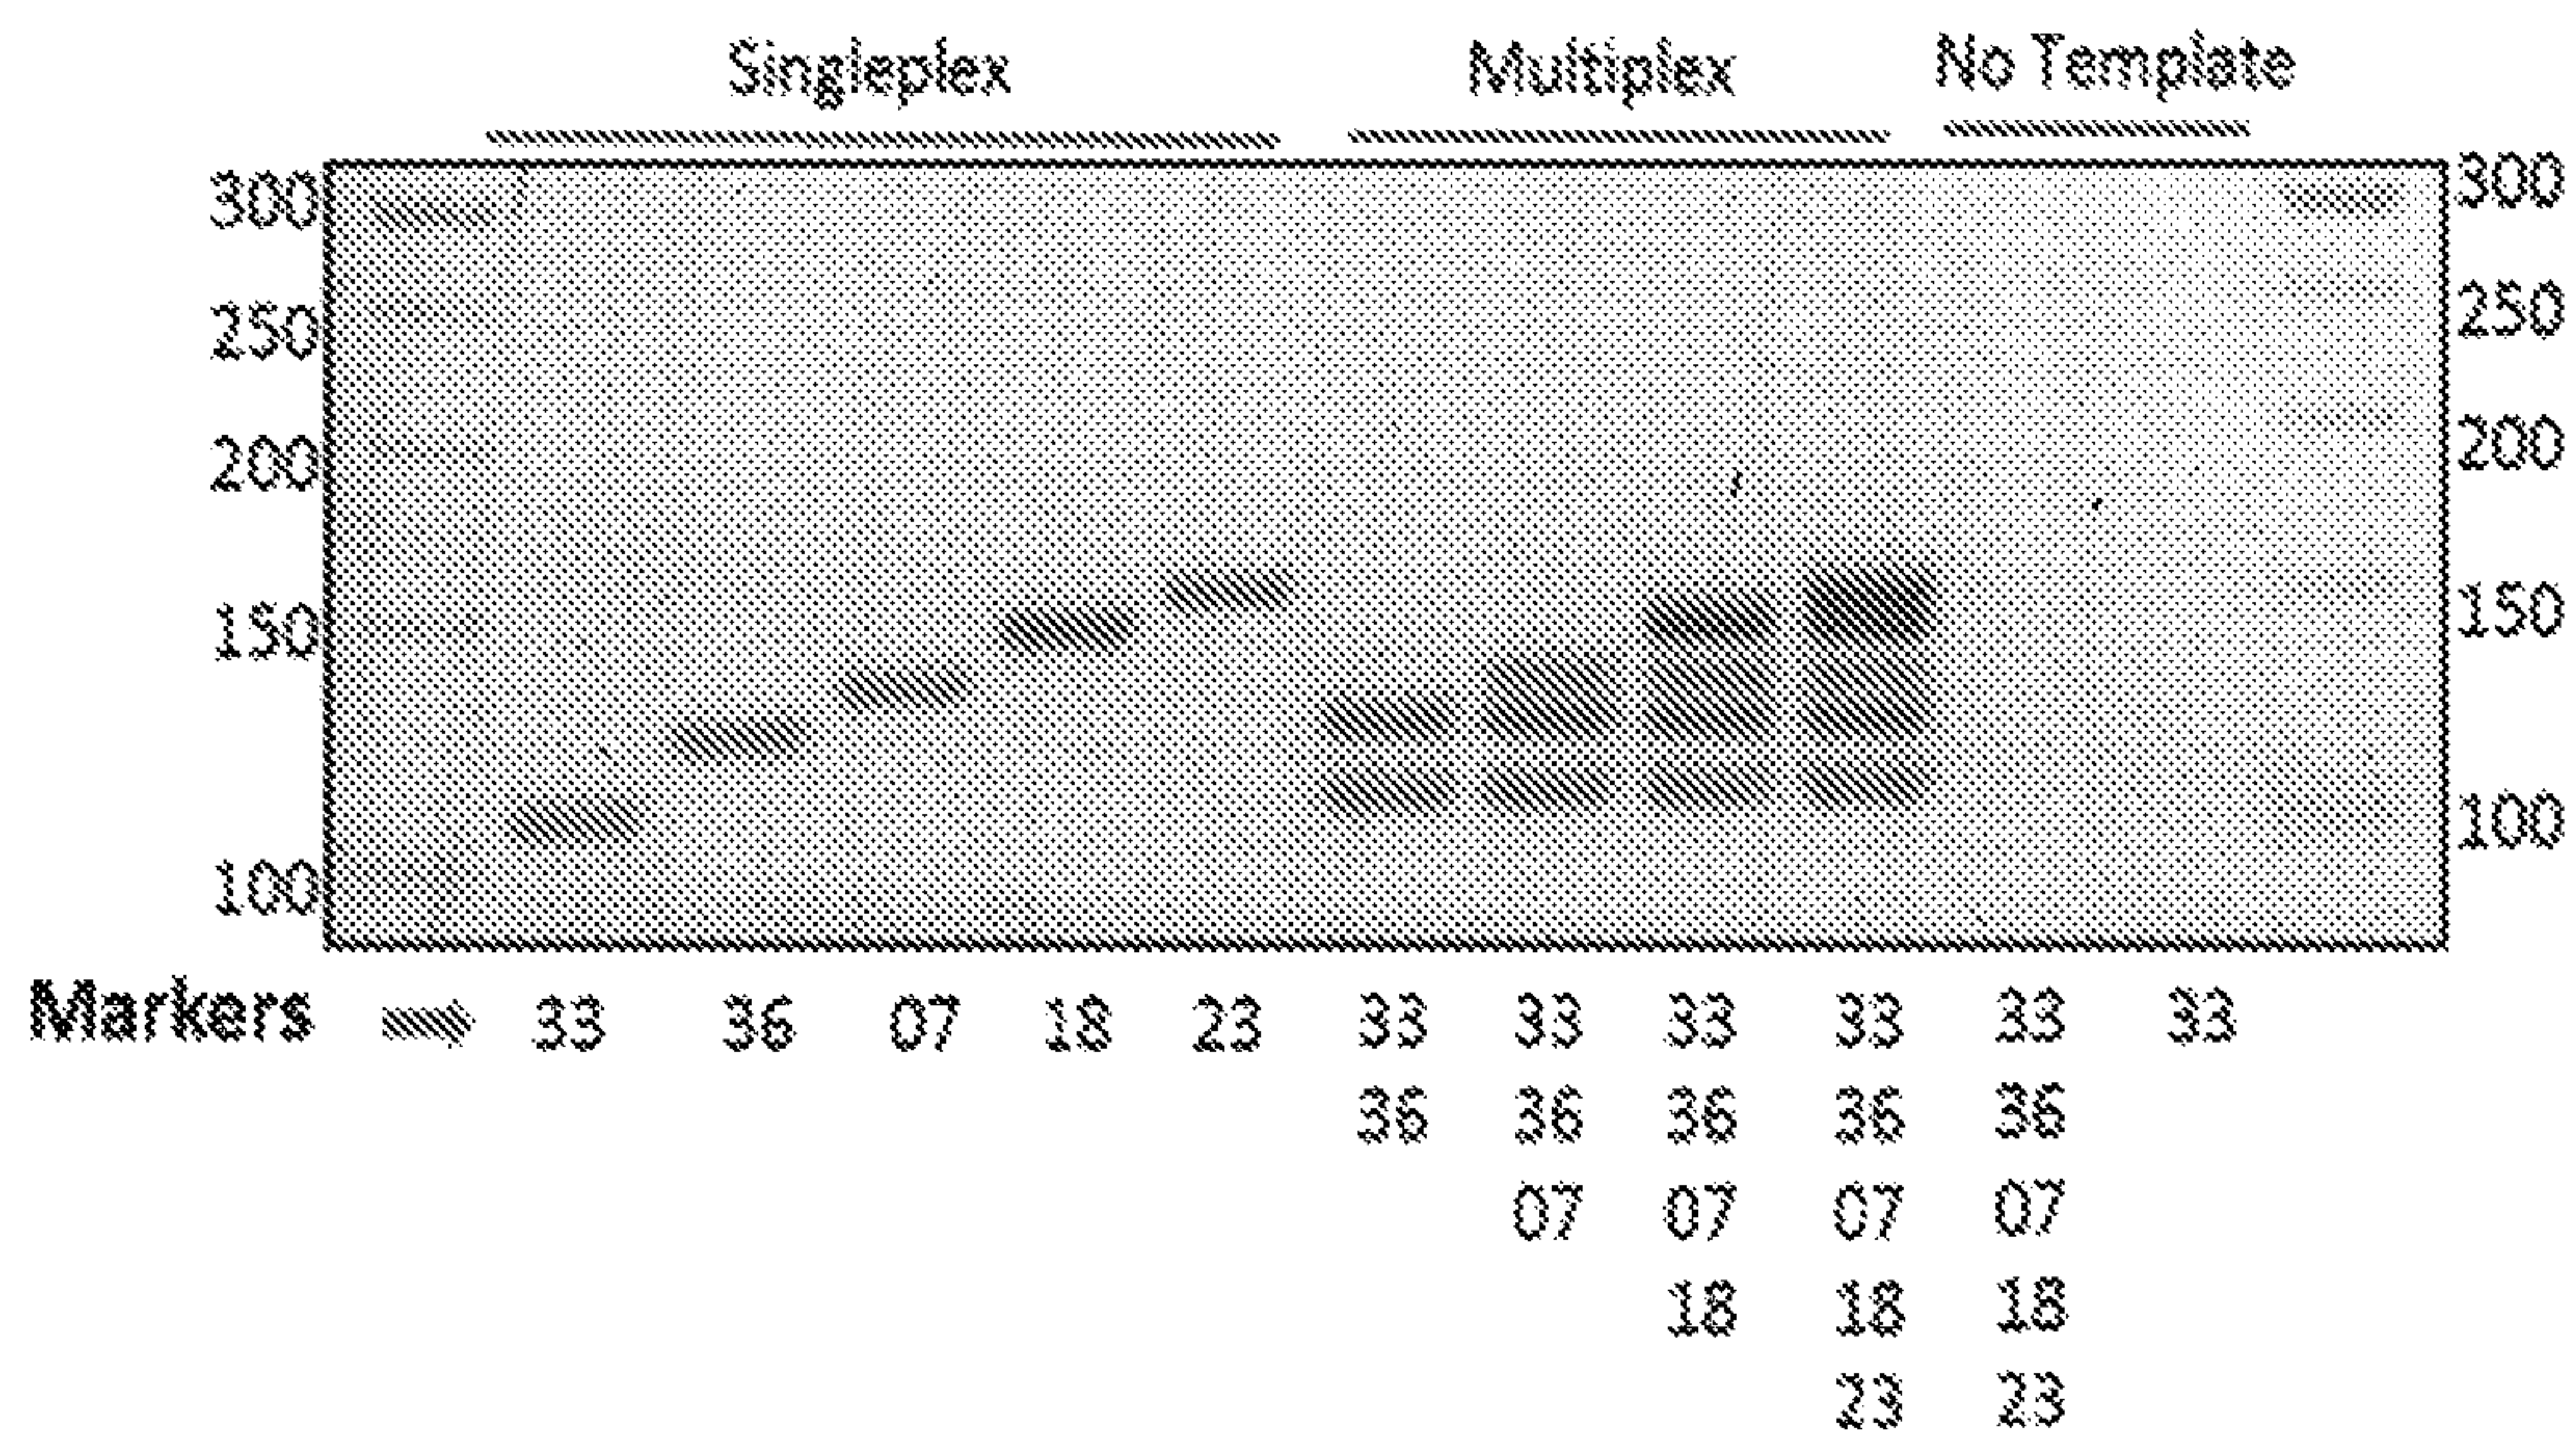 Singleplex Multiplex No Template
300 300
250 250
200 200
150 150
100 100
Markers 33 36 07 18 23 33 33 33 33 33 33
36 36 36 36 36
07 07 07 07
18 18 18
23 23